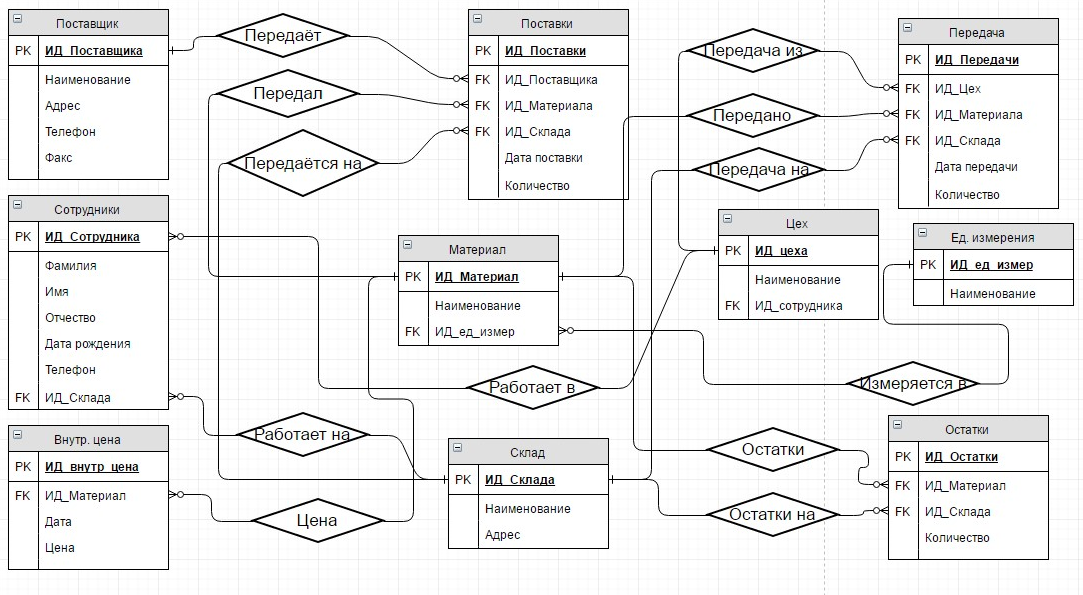 Поставщик
PK ИД_Поставщика
Наименование
Адрес
Телефон
Факс
Передаёт
Передал
Передаётся на
Поставки
PK ИД_Поставки
FK ИД_Поставщика
FK ИД_Материала
FK ИД_Склада
Дата поставки
Количество
Передача из
Передано
Передача на
Передача
PK ИД_Передачи
FK ИД_Цех
FK ИД_Материала
FK ИД_Склада
Дата передачи
Количество
Сотрудники
PK ИД_Сотрудника
Фамилия
Имя
Отчество
Дата рождения
Телефон
FK ИД_Склада
Материал
PK ИД_Материал
Наименование
FK ИД_ед_измер
Цех
PK ИД_цеха
Наименование
FK ИД_сотрудника
Ед. измерения
PK ИД_ед_измер
Наименование
Работает в
Измеряется в
Работает на
Внутр. цена
PK ИД_внутр_цена
FK ИД_Материал
Дата
Цена
Цена
Склад
PK ИД_Склада
Наименование
Адрес
Остатки
Остатки на
Остатки
PK ИД_Остатки
FK ИД_Материал
FK ИД_Склада
Количество